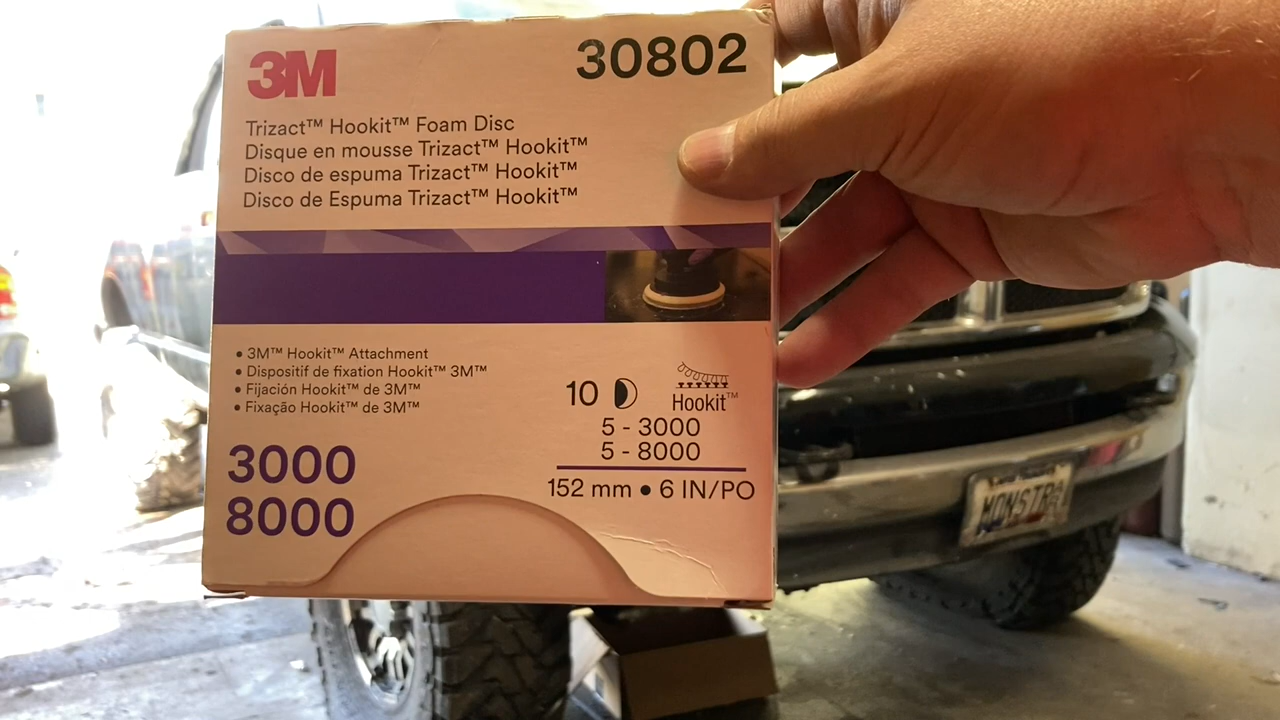 3M
30802
Trizact™ Hookit™ Foam Disc
Disque en mousse Trizact™ Hookit™
Disco de espuma Trizact™ Hookit™
Disco de Espuma Trizact™ Hookit™
• 3M™ Hookit™ Attachment
• Dispositif de fixation Hookit™ 3M™
• Fijación Hookit™ de 3M™
• Fixação Hookit™ de 3M™
10
Hookit™
5 - 3000
5 - 8000
152 mm • 6 IN/PO
3000
8000
MONSTR